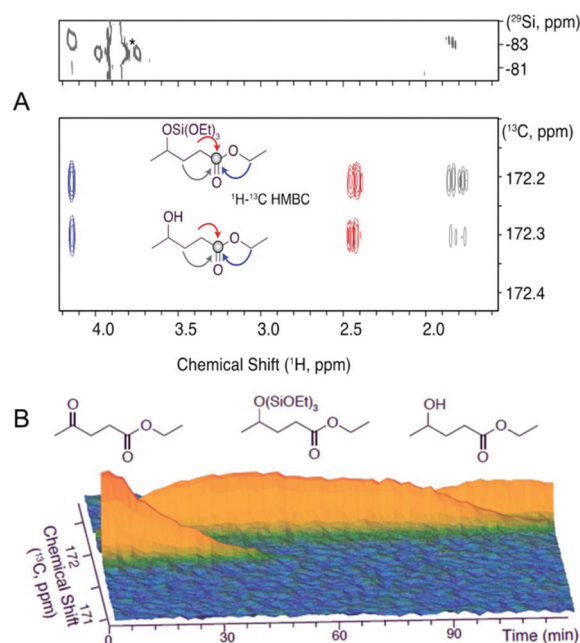 (²⁹Si, ppm)
*
-83
-81
A
(¹³C, ppm)
OSi(OEt)₃
O
O
172.2
¹H-¹³C HMBC
OH
O
O
172.3
172.4
4.0 3.5 3.0 2.5 2.0
Chemical Shift (¹H, ppm)
B
O
O
O
O(SiOEt)₃
O
O
OH
O
O
Chemical Shift
(¹³C, ppm)
172
171
0 30 60 90 Time (min)